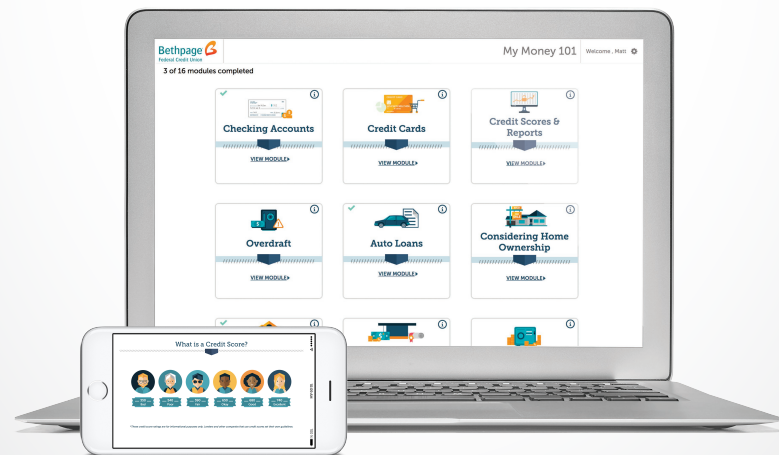 Bethpage
Federal Credit Union
My Money 101
Welcome, Matt
3 of 16 modules completed
Checking Accounts
VIEW MODULE
Credit Cards
VIEW MODULE
Credit Scores &
Reports
VIEW MODULE
Overdraft
VIEW MODULE
Auto Loans
VIEW MODULE
Considering Home
Ownership
VIEW MODULE
What is a Credit Score?